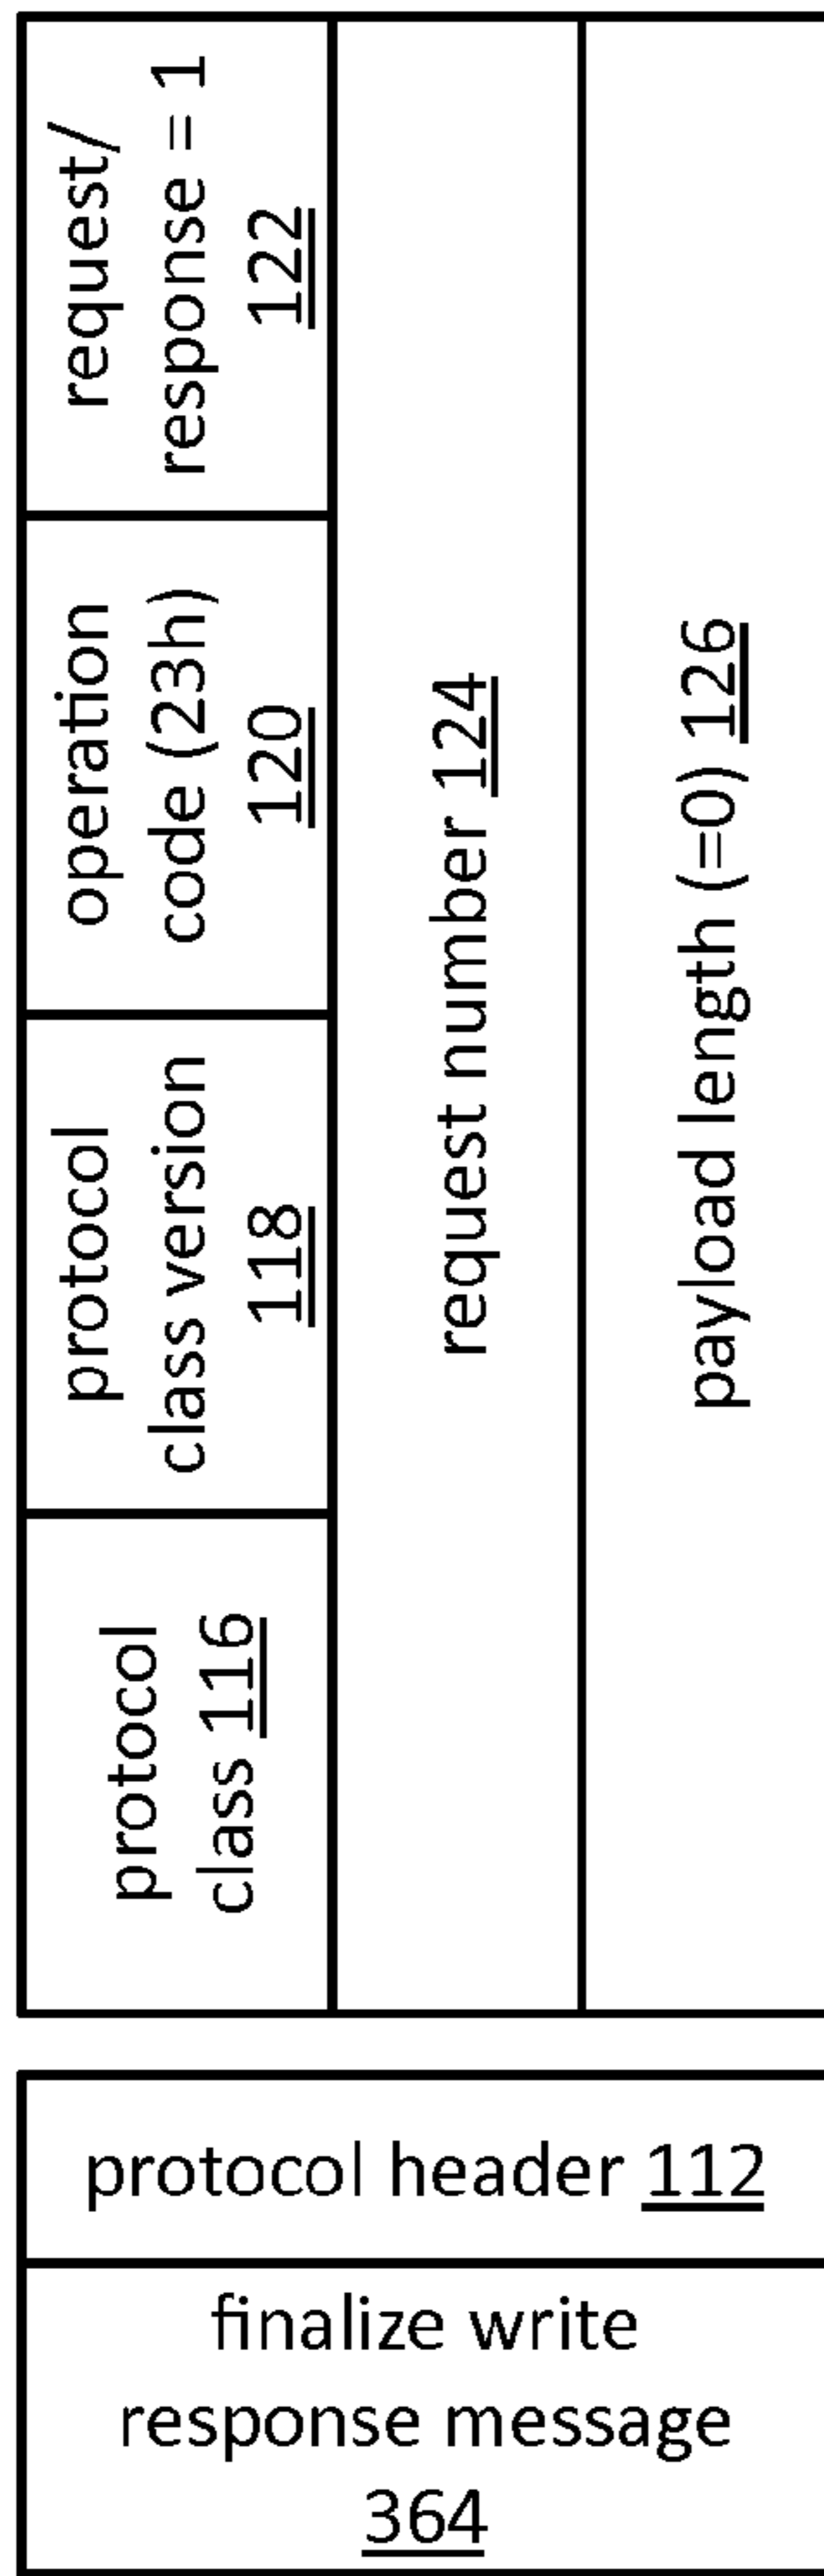 protocol
class 116
protocol
class version
118
operation
code (23h)
120
request/
response = 1
122
request number 124
payload length (=0) 126
protocol header 112
finalize write
response message
364